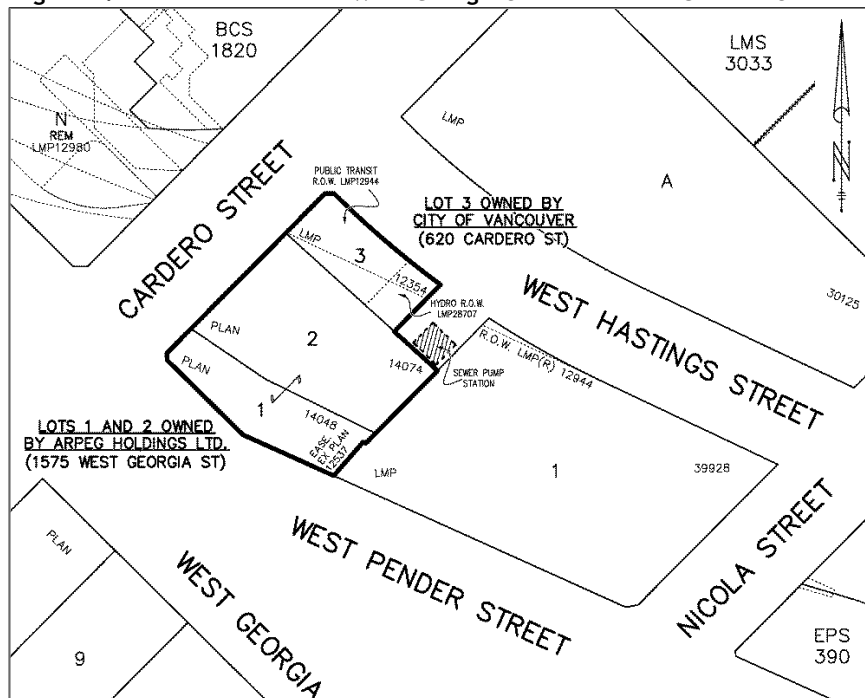 BCS
1820
LMS
3033
N
REM
LMP12980
LMP
A
30125
N
CARDERO STREET
PUBLIC TRANSIT
R.O.W. LMP12944
LOT 3 OWNED BY
CITY OF VANCOUVER
(620 CARDERO ST)
LMP
3
12354
HYDRO R.O.W.
LMP28707
WEST HASTINGS STREET
PLAN
2
14074
R.O.W. LMP(R) 12944
SEWER PUMP
STATION
PLAN
1
14048
EASE.
EX. PLAN
12537
LOTS 1 AND 2 OWNED
BY ARPEG HOLDINGS LTD.
(1575 WEST GEORGIA ST)
LMP
1
39928
WEST PENDER STREET
NICOLA STREET
PLAN
9
WEST GEORGIA
EPS
390